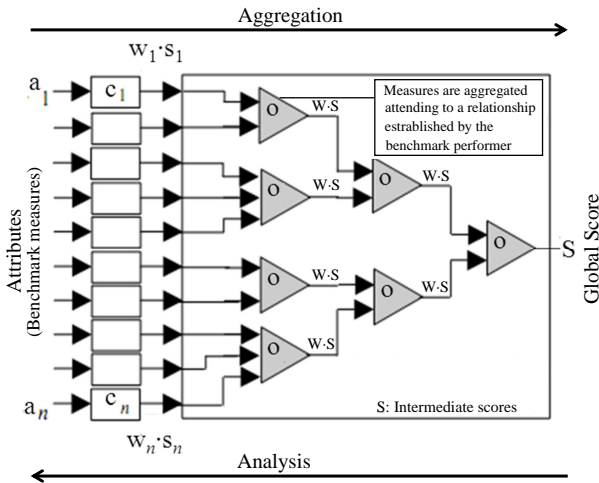 Aggregation
w1·s1
a1
c1
Measures are aggregated
attending to a relationship
estrablished by the
benchmark performer
o
W·S
o
W·S
o
W·S
o
S
o
W·S
o
W·S
o
W·S
an
cn
wn·sn
S: Intermediate scores
Attributes
(Benchmark measures)
Global Score
Analysis